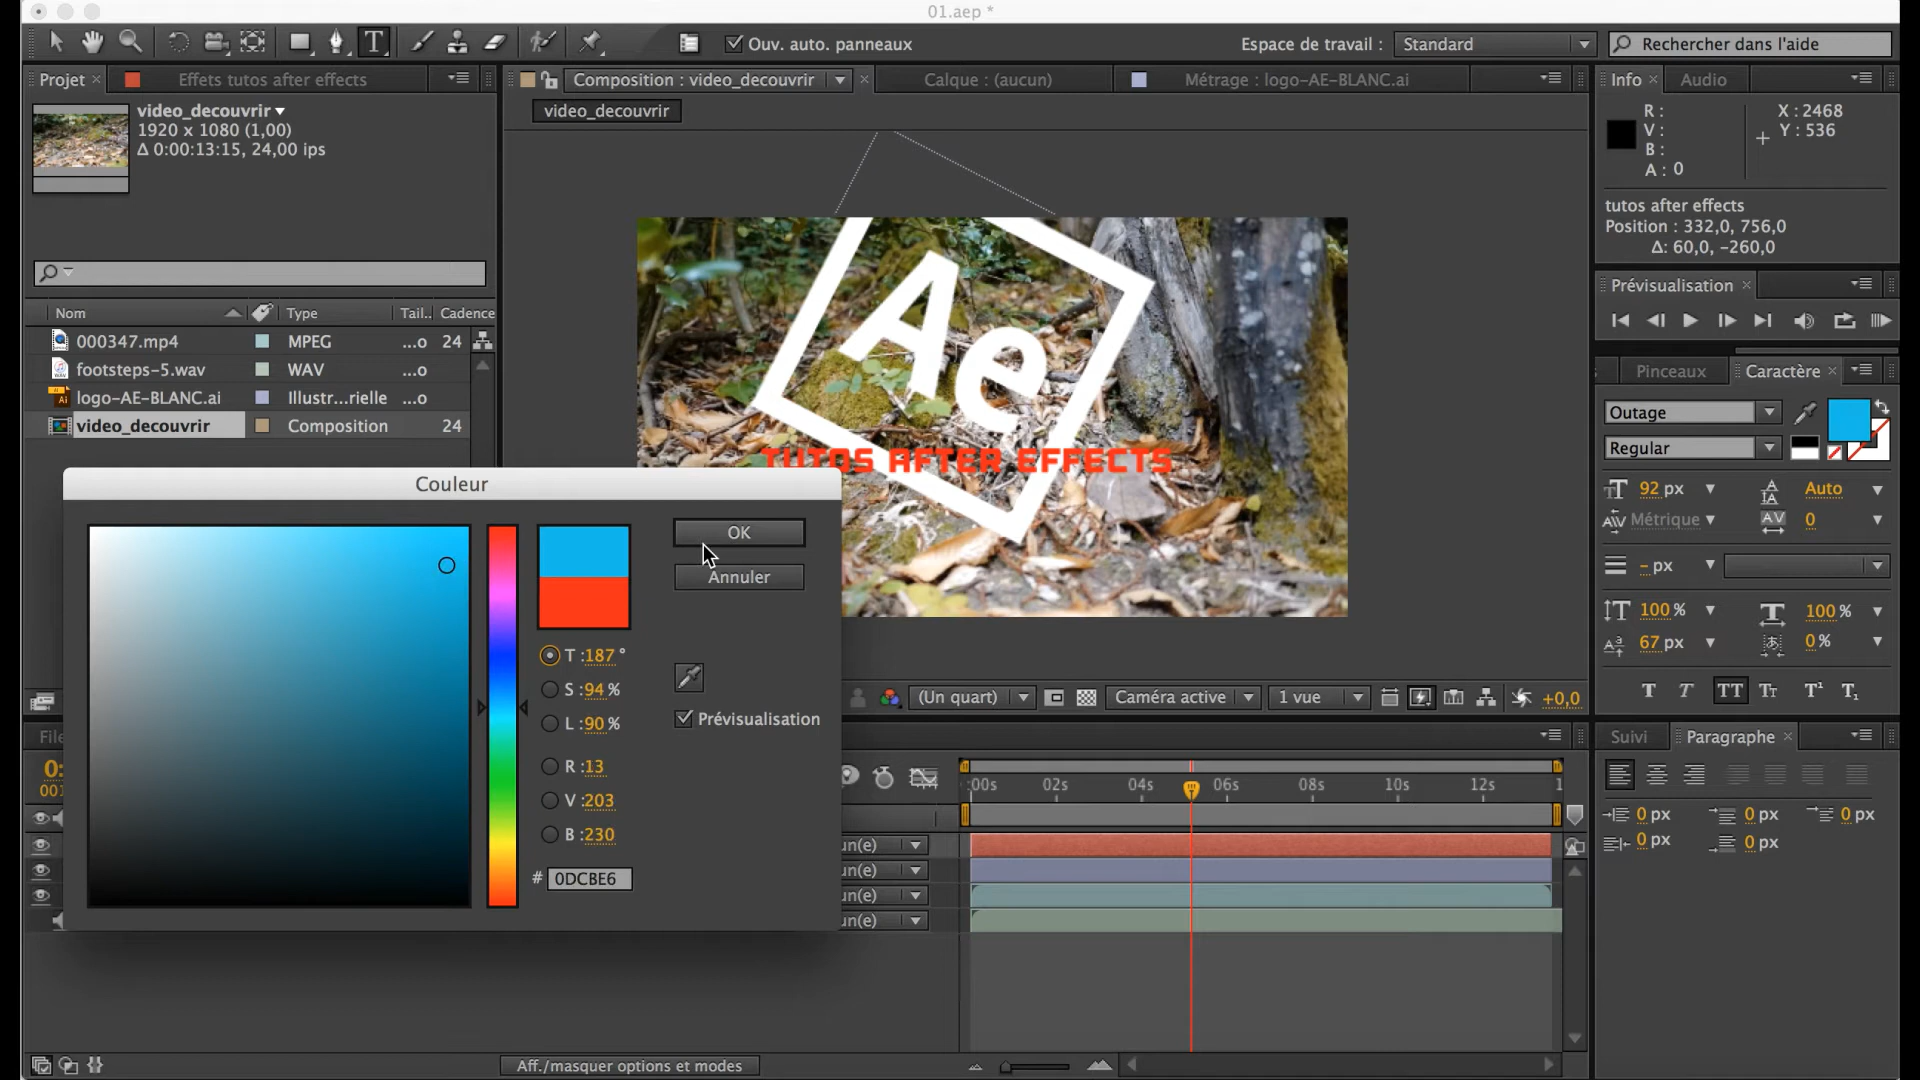 01.aep *
Ouv. auto. panneaux
Espace de travail :
Standard
Rechercher dans l'aide
Projet
Effets tutos after effects
Composition : video_decouvrir
Calque : (aucun)
Métrage : logo-AE-BLANC.ai
Info
Audio
video_decouvrir
1920 x 1080 (1,00)
Δ 0:00:13:15, 24,00 ips
video_decouvrir
R :
V :
B :
A : 0
X : 2468
Y : 536
tutos after effects
Position : 332,0, 756,0
Δ: 60,0, -260,0
Prévisualisation
Nom
Type
Tail..
Cadence
000347.mp4
MPEG
...o
24
footsteps-5.wav
WAV
...o
logo-AE-BLANC.ai
Illustr...rielle
...o
video_decouvrir
Composition
24
Ae
TUTOS AFTER EFFECTS
Pinceaux
Caractère
Outage
Regular
92 px
Auto
Métrique
0
- px
100 %
100 %
67 px
0 %
Couleur
OK
Annuler
T : 187 °
S : 94 %
L : 90 %
R : 13
V : 203
B : 230
# 0DCBE6
Prévisualisation
(Un quart)
Caméra active
1 vue
+0,0
Suivi
Paragraphe
0 px
0 px
0 px
0 px
0 px
:00s
02s
04s
06s
08s
10s
12s
1
Aff./masquer options et modes